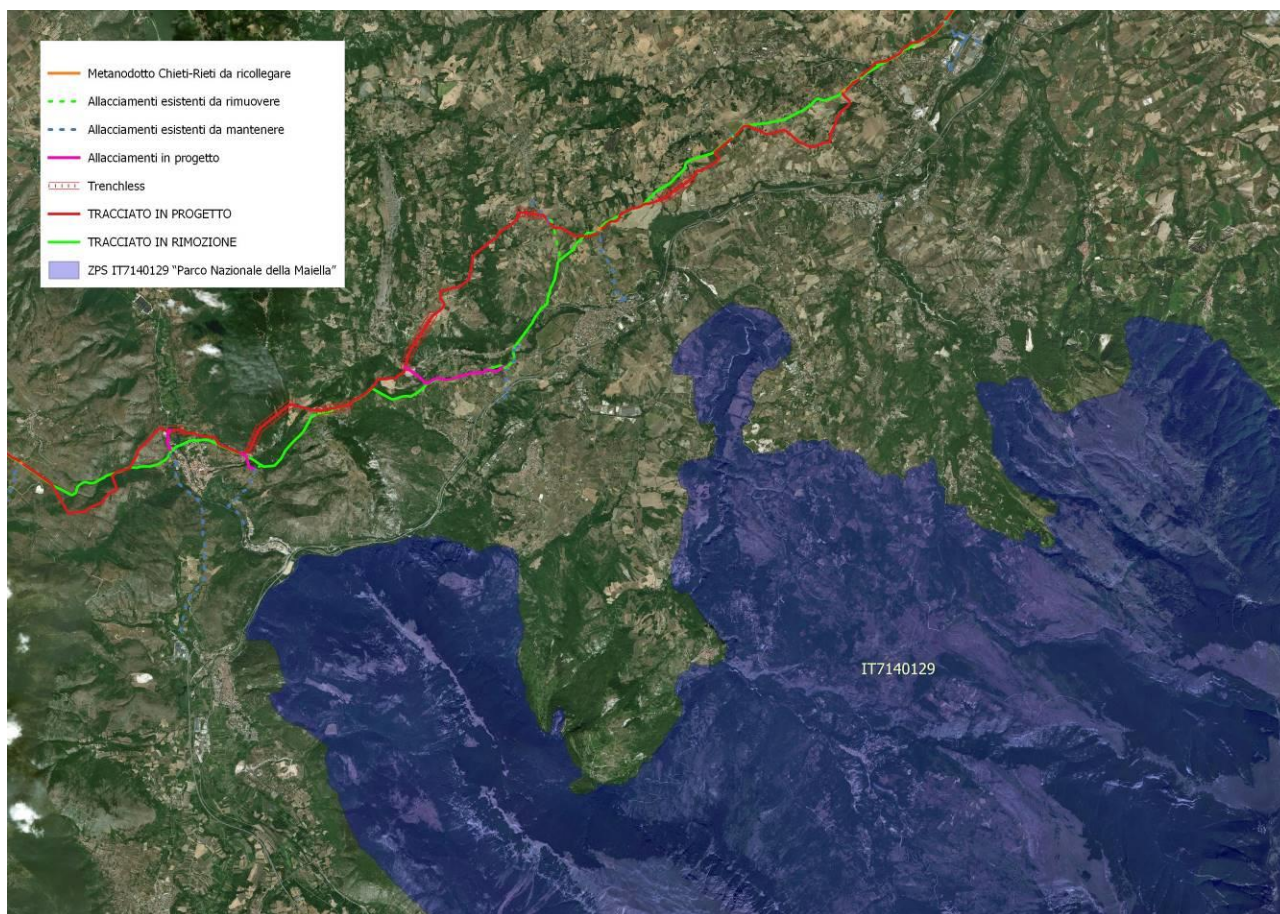 Metanodotto Chieti-Rieti da ricollegare
Allacciamenti esistenti da rimuovere
Allacciamenti esistenti da mantenere
Allacciamenti in progetto
Trenchless
TRACCIATO IN PROGETTO
TRACCIATO IN RIMOZIONE
ZPS IT7140129 “Parco Nazionale della Maiella”
IT7140129